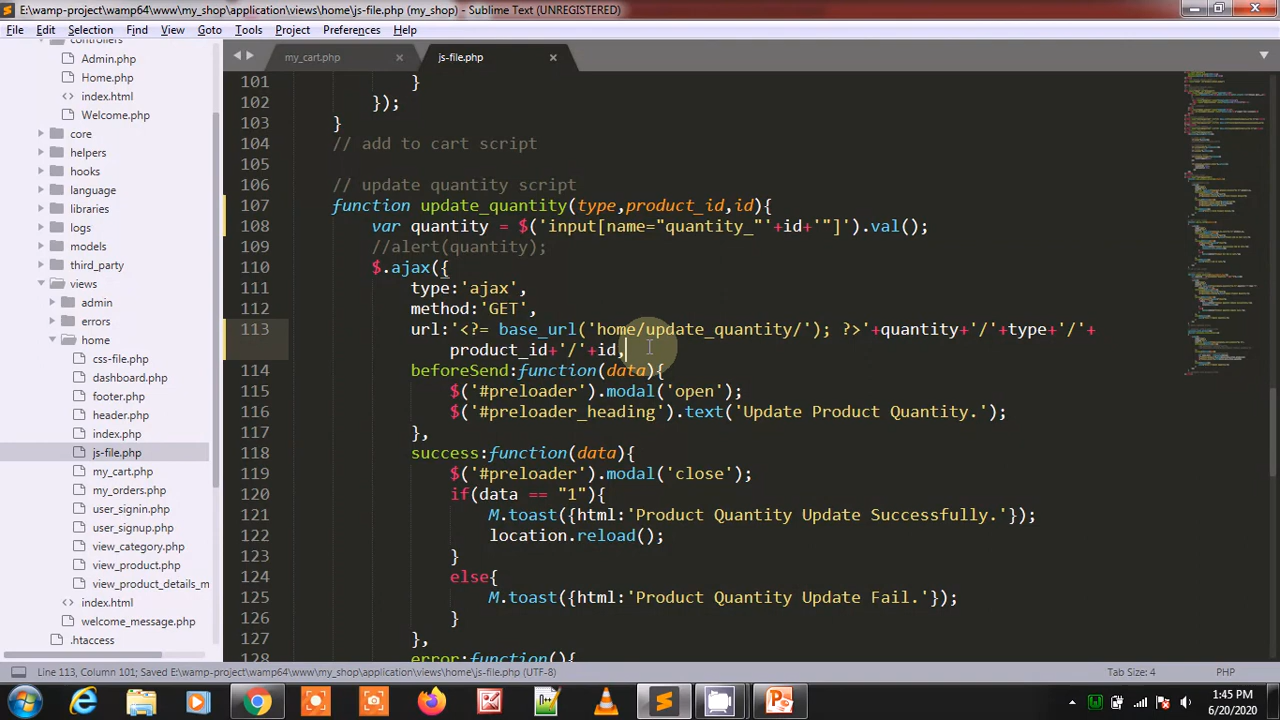 E:\wamp-project\wamp64\www\my_shop\application\views\home\js-file.php (my_shop) - Sublime Text (UNREGISTERED)
File Edit Selection Find View Goto Tools Project Preferences Help
controllers
Admin.php
Home.php
index.html
Welcome.php
core
helpers
hooks
language
libraries
logs
models
third_party
views
admin
errors
home
css-file.php
dashboard.php
footer.php
header.php
index.php
js-file.php
my_cart.php
my_orders.php
user_signin.php
user_signup.php
view_category.php
view_product.php
view_product_details_m
index.html
welcome_message.php
.htaccess
my_cart.php × js-file.php ×
101 }
102 });
103 }
104 // add to cart script
105
106 // update quantity script
107 function update_quantity(type,product_id,id){
108 var quantity = $('input[name="quantity_"'+id+'"]').val();
109 //alert(quantity);
110 $.ajax({
111 type:'ajax',
112 method:'GET',
113 url:'<?= base_url('home/update_quantity/'); ?>'+quantity+'/'+type+'/'+
product_id+'/'+id,
114 beforeSend:function(data){
115 $('#preloader').modal('open');
116 $('#preloader_heading').text('Update Product Quantity.');
117 },
118 success:function(data){
119 $('#preloader').modal('close');
120 if(data == "1"){
121 M.toast({html:'Product Quantity Update Successfully.'});
122 location.reload();
123 }
124 else{
125 M.toast({html:'Product Quantity Update Fail.'});
126 }
127 },
128 error:function(){
Line 113, Column 101; Saved E:\wamp-project\wamp64\www\my_shop\application\views\home\js-file.php (UTF-8)
Tab Size: 4
PHP
1:45 PM
6/20/2020